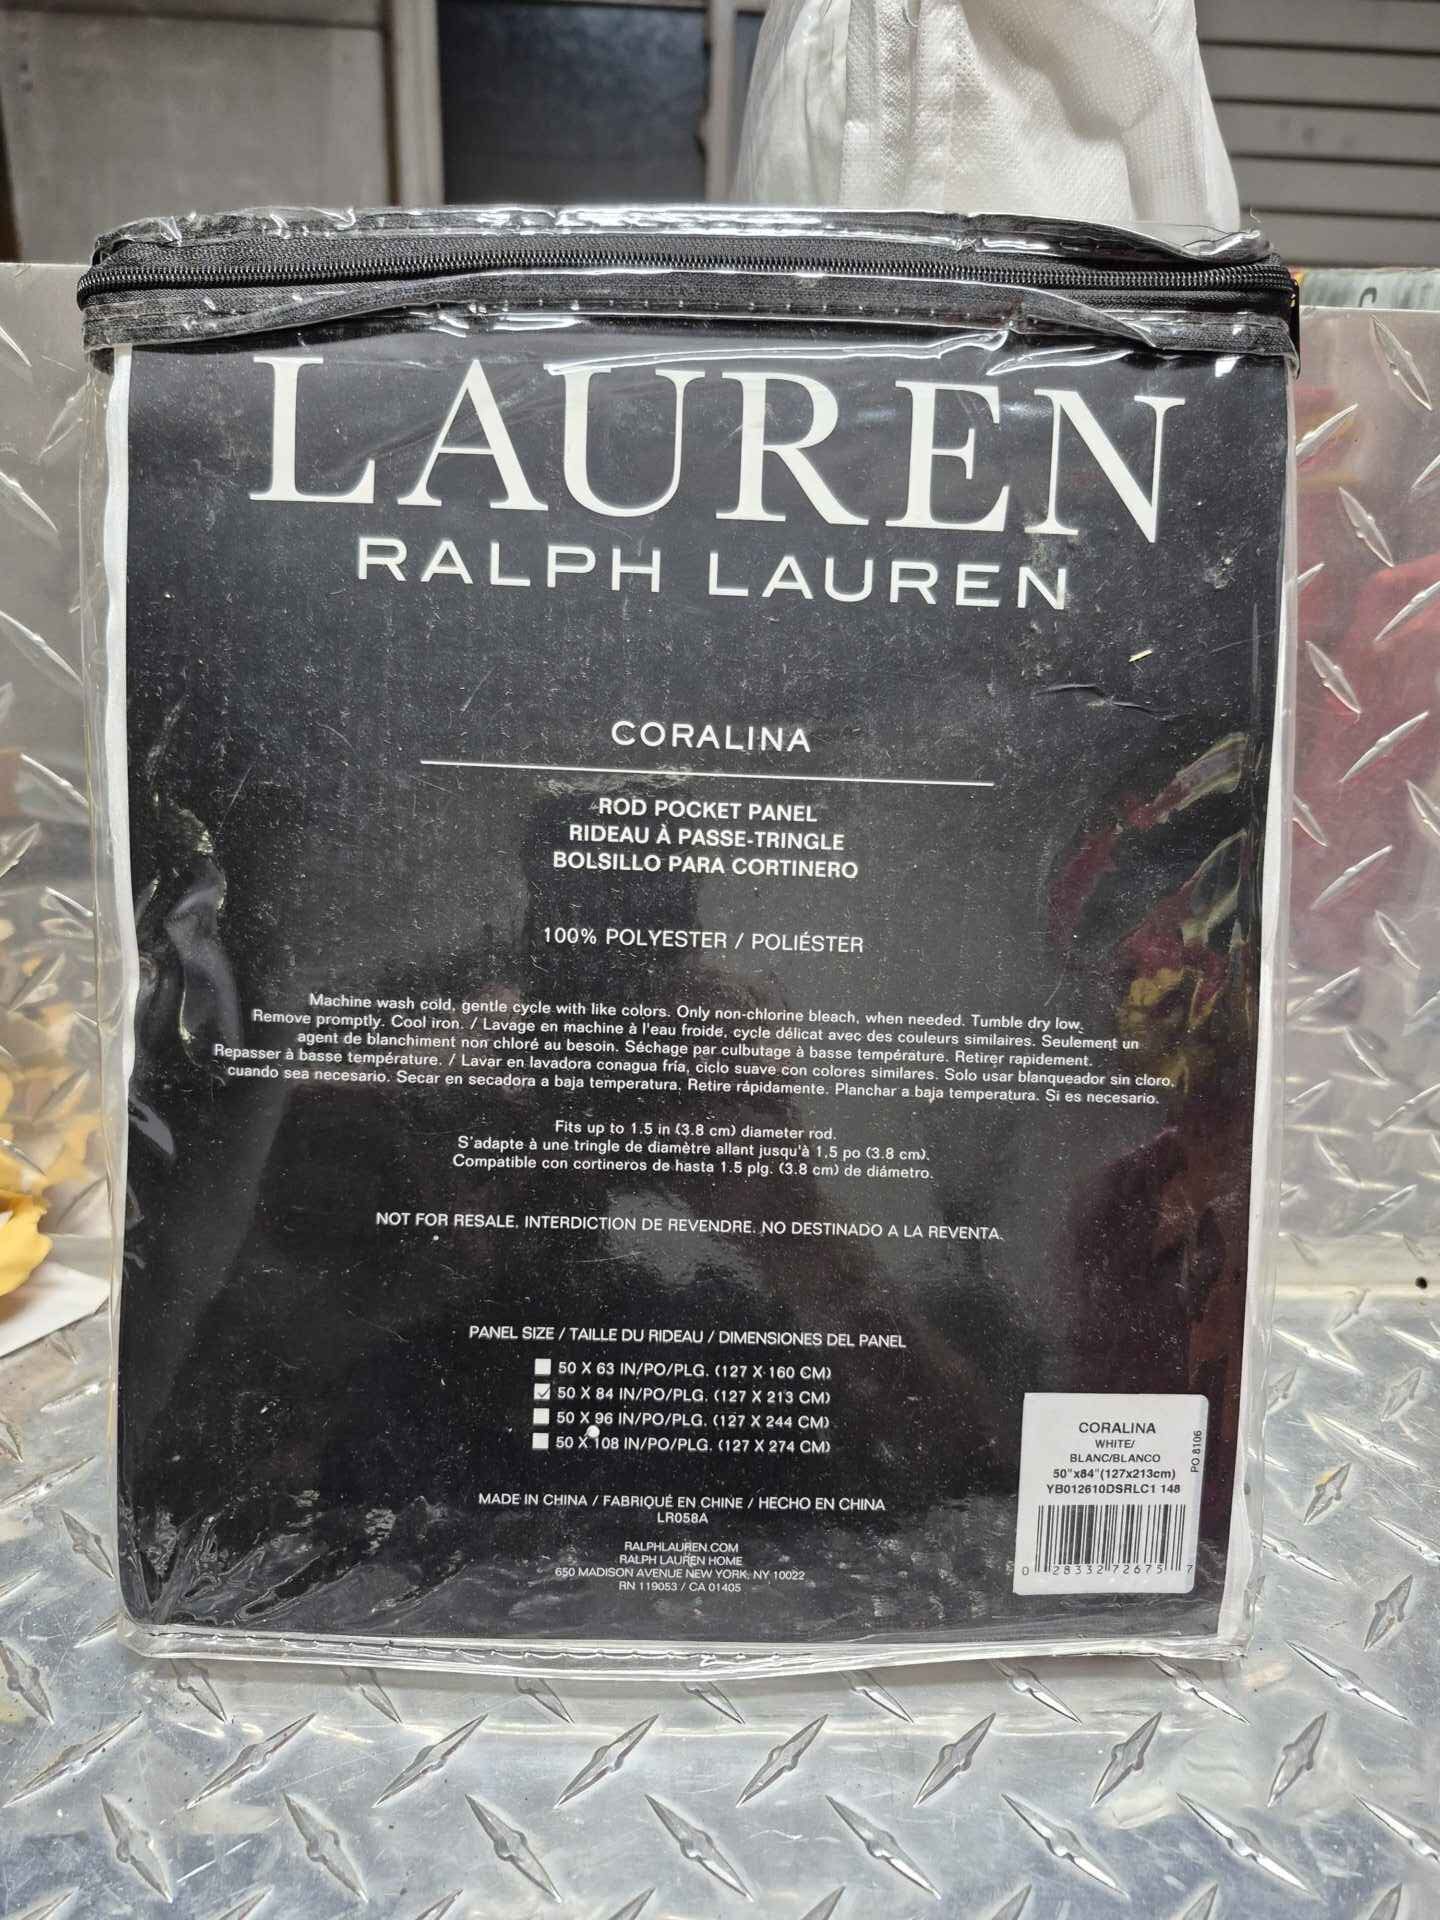 LAUREN
RALPH LAUREN
CORALINA
ROD POCKET PANEL
RIDEAU À PASSE-TRINGLE
BOLSILLO PARA CORTINERO
100% POLYESTER / POLIÉSTER
Machine wash cold, gentle cycle with like colors. Only non-chlorine bleach, when needed. Tumble dry low.
Remove promptly. Cool iron. / Lavage en machine à l'eau froide, cycle délicat avec des couleurs similaires. Seulement un
agent de blanchiment non chloré au besoin. Séchage par culbutage à basse température. Retirer rapidement.
Repasser à basse température. / Lavar en lavadora conagua fría, ciclo suave con colores similares. Solo usar blanqueador sin cloro,
cuando sea necesario. Secar en secadora a baja temperatura. Retire rápidamente. Planchar a baja temperatura. Si es necesario.
Fits up to 1.5 in (3.8 cm) diameter rod.
S'adapte à une tringle de diamètre allant jusqu'à 1.5 po (3.8 cm).
Compatible con cortineros de hasta 1.5 plg. (3.8 cm) de diámetro.
NOT FOR RESALE. INTERDICTION DE REVENDRE. NO DESTINADO A LA REVENTA.
PANEL SIZE / TAILLE DU RIDEAU / DIMENSIONES DEL PANEL
50 X 63 IN/PO/PLG. (127 X 160 CM)
50 X 84 IN/PO/PLG. (127 X 213 CM)
50 X 96 IN/PO/PLG. (127 X 244 CM)
50 X 108 IN/PO/PLG. (127 X 274 CM)
MADE IN CHINA / FABRIQUÉ EN CHINE / HECHO EN CHINA
LR058A
RALPHLAUREN.COM
RALPH LAUREN HOME
650 MADISON AVENUE NEW YORK, NY 10022
RN 119053 / CA 01405
CORALINA
WHITE/
BLANC/BLANCO
50"x84"(127x213cm)
YB012610DSRLC1 148
PO 8106
0 28332 72675 7